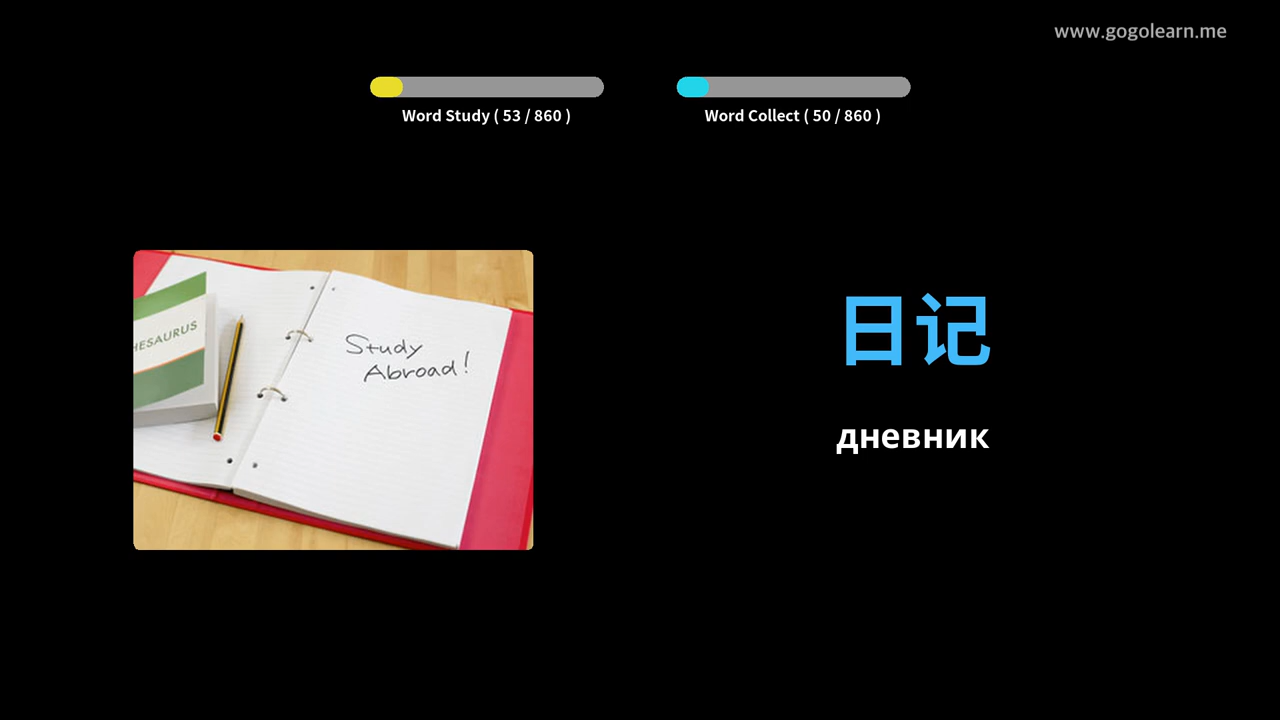 www.gogolearn.me
Word Study ( 53 / 860 )
Word Collect ( 50 / 860 )
HESAURUS
Study
Abroad!
日记
дневник